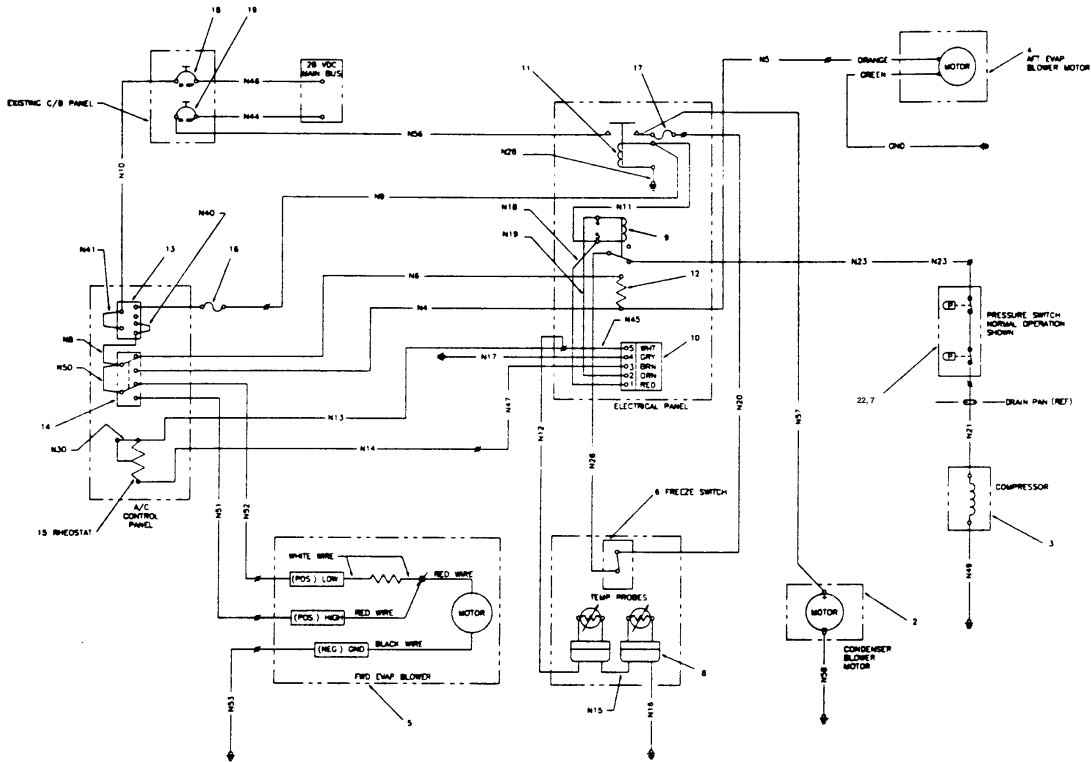 18
19
28 VDC
MAIN BUS
N46
N44
EXISTING C/B PANEL
N10
N56
11
17
N5
ORANGE
GREEN
MOTOR
4
AFT EVAP
BLOWER MOTOR
GND
N28
N9
N40
13
16
N41
N18
N19
N11
4
5
9
N6
N4
12
N23
N23
N8
N50
14
N45
N17
5 WHT
4 GRY
3 BRN
2 ORN
1 RED
10
ELECTRICAL PANEL
P
P
PRESSURE SWITCH
NORMAL OPERATION
SHOWN
22,7
DRAIN PAN (REF)
N13
N47
N12
N20
N57
N21
N30
N14
N26
A/C
CONTROL
PANEL
15 RHEOSTAT
N51
N52
6 FREEZE SWITCH
COMPRESSOR
3
N49
WHITE WIRE
(POS.) LOW
RED WIRE
(POS.) HIGH
RED WIRE
MOTOR
(NEG.) GND
BLACK WIRE
FWD EVAP BLOWER
5
N53
TEMP PROBES
8
N15
N16
MOTOR
2
CONDENSER
BLOWER
MOTOR
N58